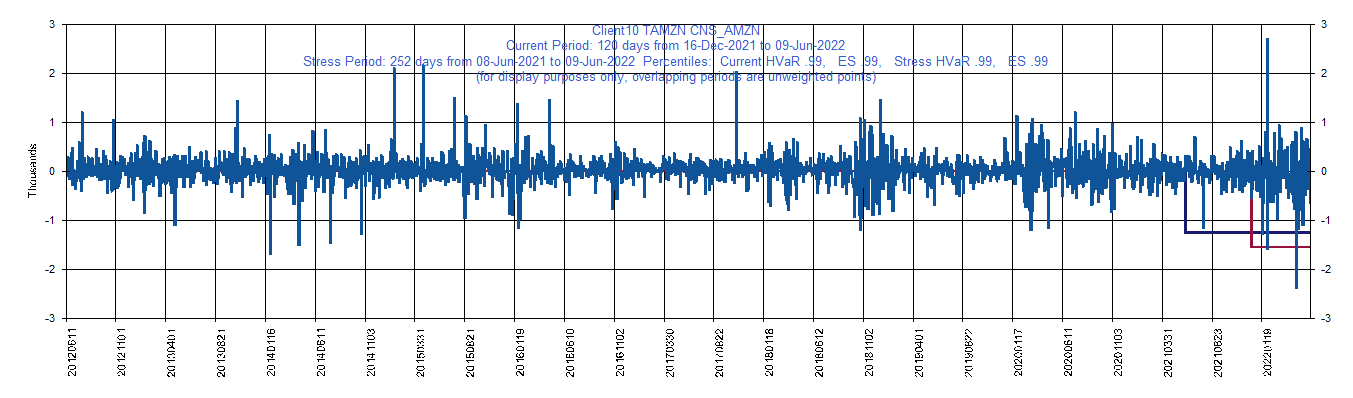 Client10 TAMZN CNS_AMZN
Current Period: 120 days from 16-Dec-2021 to 09-Jun-2022
Stress Period: 252 days from 08-Jun-2021 to 09-Jun-2022 Percentiles: Current HVaR .99, ES .99, Stress HVaR .99, ES .99
(for display purposes only, overlapping periods are unweighted points)
3 3
2 2
1 1
0 0
-1 -1
-2 -2
-3 -3
Thousands
20120611 20121101 20130401 20130821 20140116 20140611 20141103 20150331 20150821 20160119 20160610 20161102 20170330 20170822 20180118 20180612 20181102 20190401 20190822 20200117 20200611 20201103 20210331 20210823 20220119